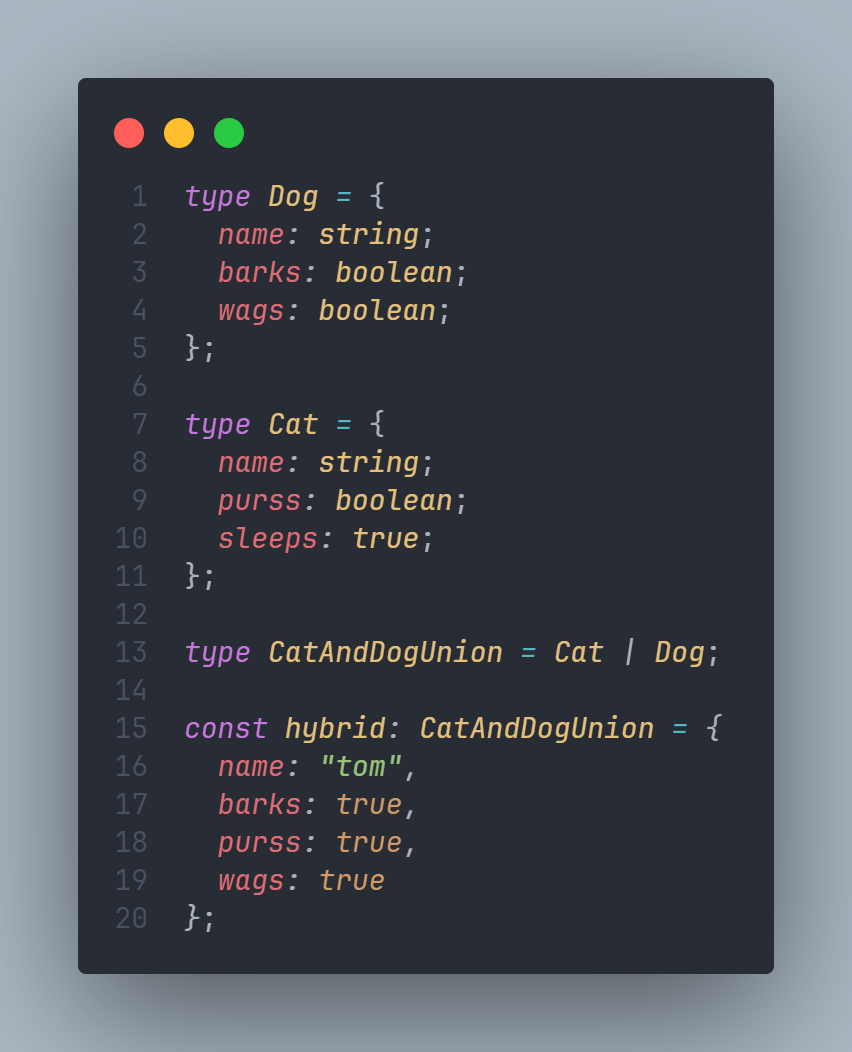 1 type Dog = {
2   name: string;
3   barks: boolean;
4   wags: boolean;
5 };
6
7 type Cat = {
8   name: string;
9   purss: boolean;
10   sleeps: true;
11 };
12
13 type CatAndDogUnion = Cat | Dog;
14
15 const hybrid: CatAndDogUnion = {
16   name: "tom",
17   barks: true,
18   purss: true,
19   wags: true
20 };